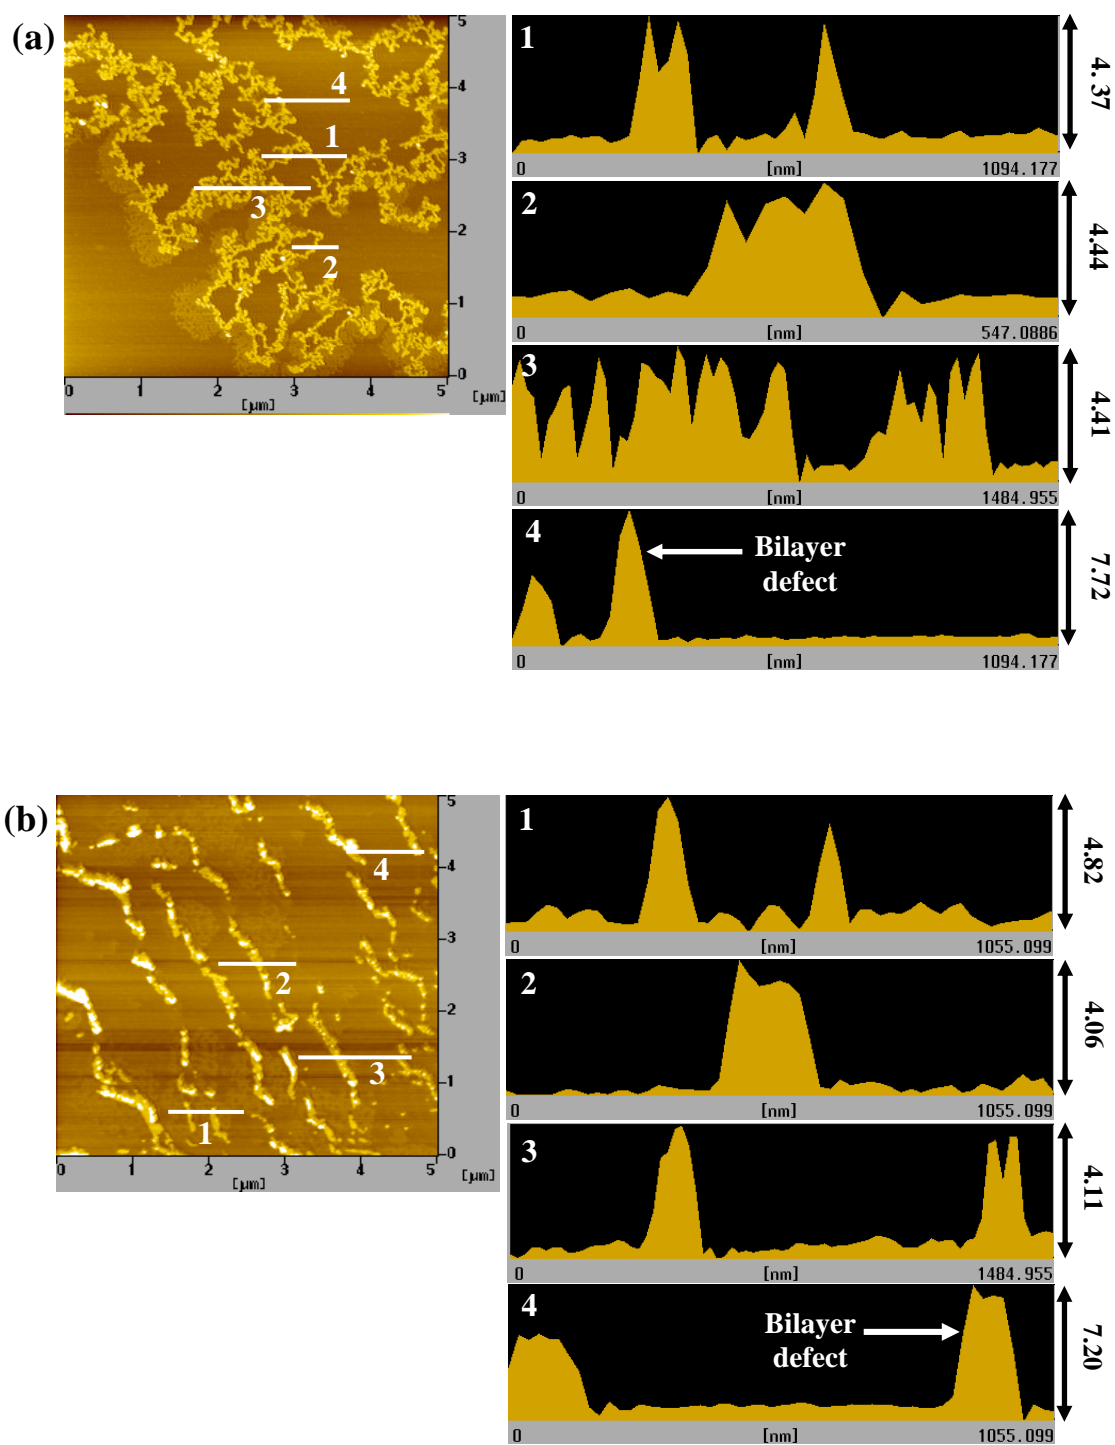 (a)
5
4
3
2
1
0
4
1
3
2
0 1 2 3 4 5 [µm]
[µm]
1
0 [nm] 1094.177
4.37
2
0 [nm] 547.0886
4.44
3
0 [nm] 1484.955
4.41
4
Bilayer
defect
0 [nm] 1094.177
7.72
(b)
5
4
3
2
1
0
4
2
3
1
0 1 2 3 4 5 [µm]
[µm]
1
0 [nm] 1055.099
4.82
2
0 [nm] 1055.099
4.06
3
0 [nm] 1484.955
4.11
4
Bilayer
defect
0 [nm] 1055.099
7.20